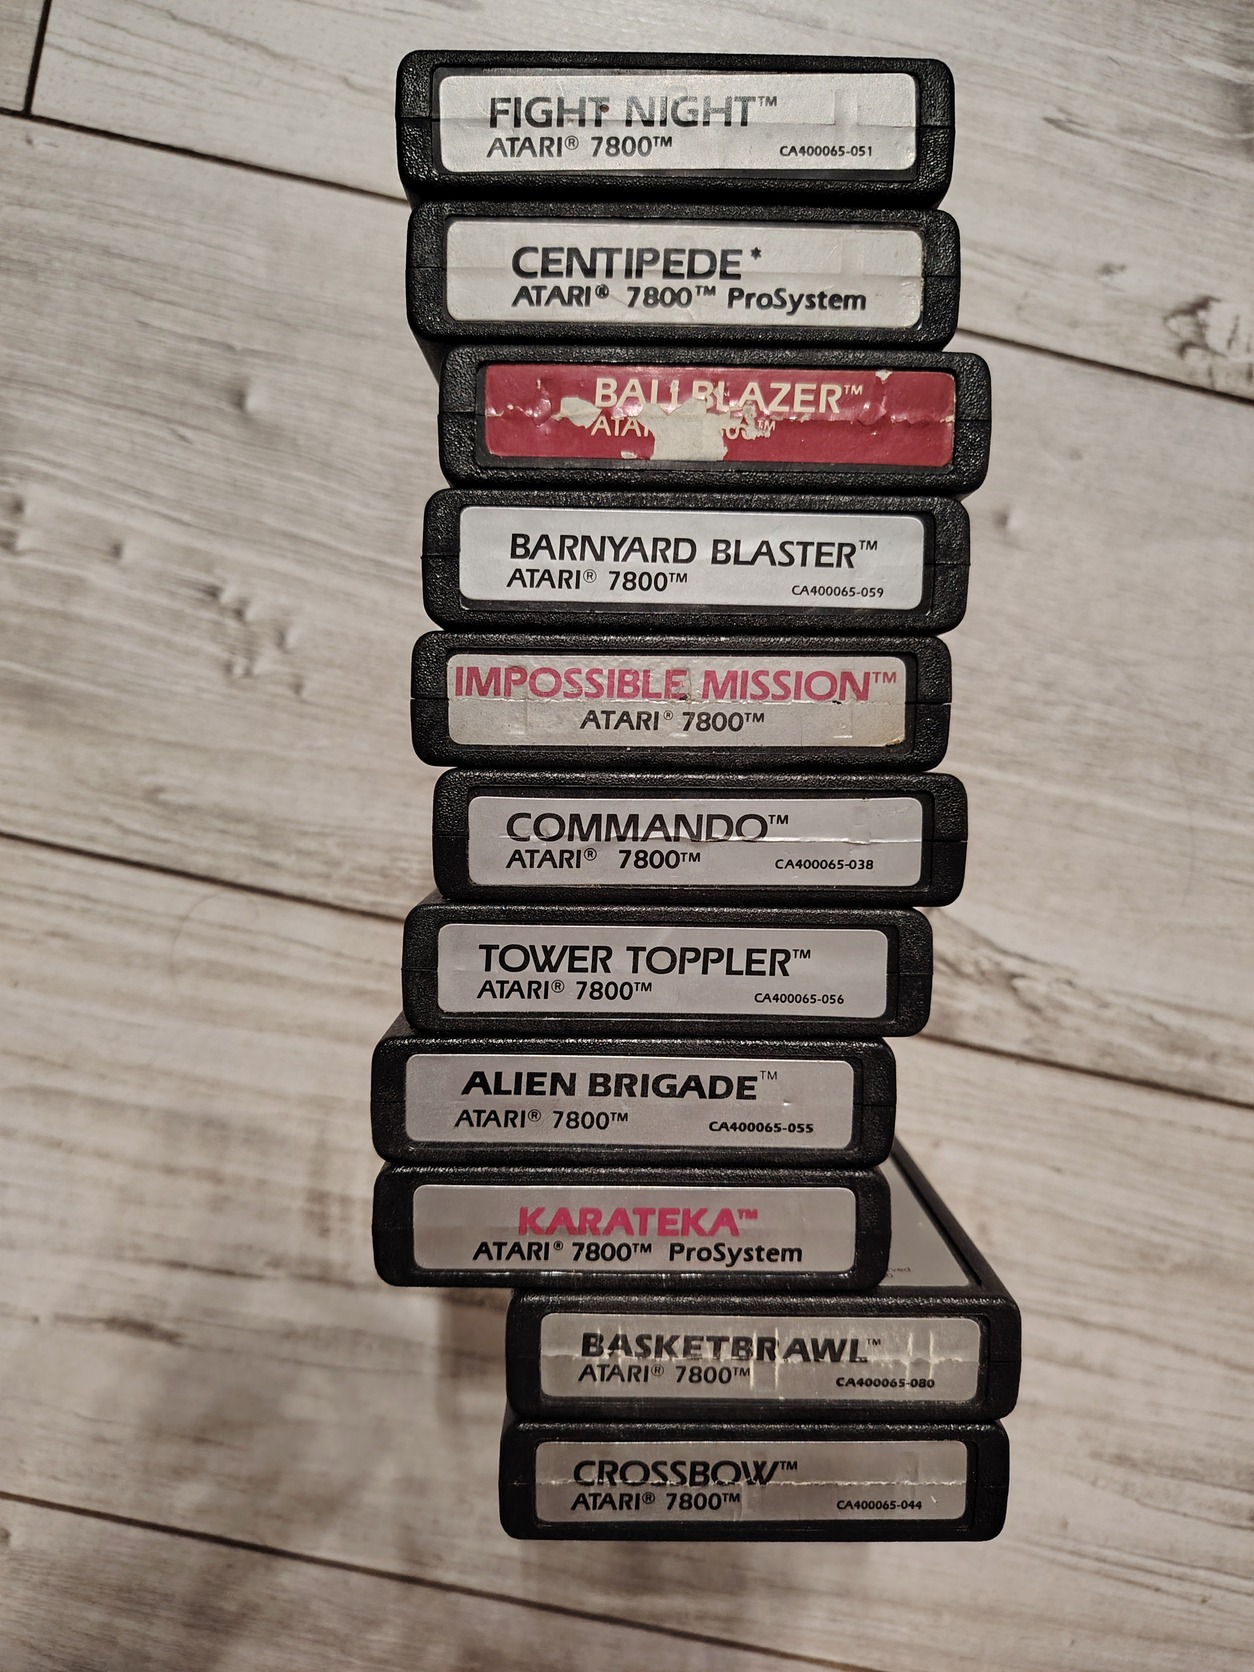 FIGHT NIGHT™
ATARI® 7800™ CA400065-051
CENTIPEDE*
ATARI® 7800™ ProSystem
BALLBLAZER™
BARNYARD BLASTER™
ATARI® 7800™ CA400065-059
IMPOSSIBLE MISSION™
ATARI® 7800™
COMMANDO™
ATARI® 7800™ CA400065-038
TOWER TOPPLER™
ATARI® 7800™ CA400065-056
ALIEN BRIGADE™
ATARI® 7800™ CA400065-055
KARATEKA™
ATARI® 7800™ ProSystem
BASKETBRAWL™
ATARI® 7800™ CA400065-080
CROSSBOW™
ATARI® 7800™ CA400065-044